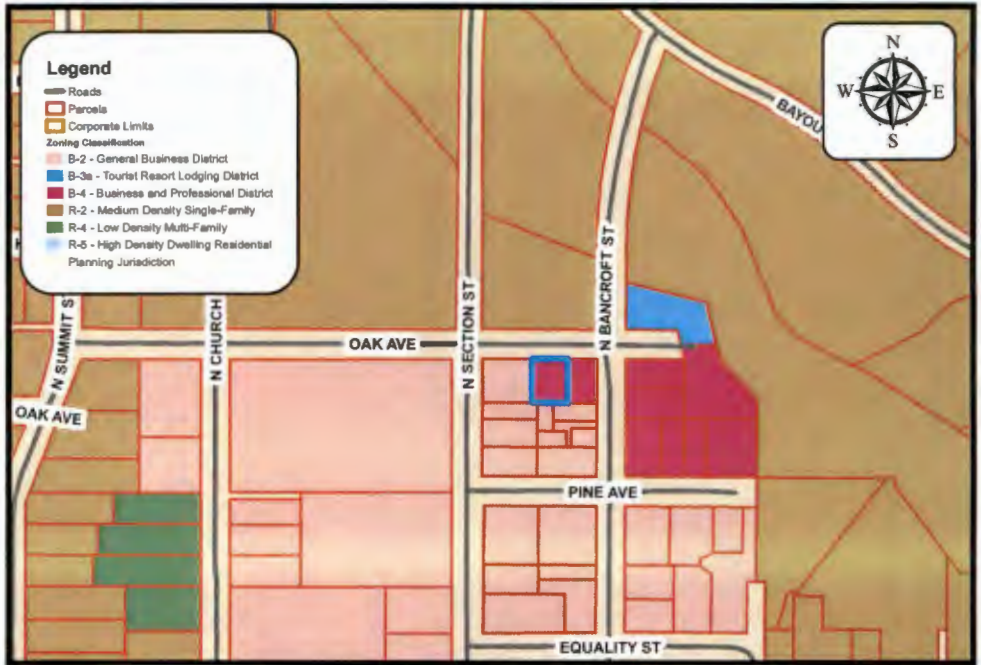 Legend
Roads
Parcels
Corporate Limits
Zoning Classification
B-2 - General Business District
B-3a - Tourist Resort Lodging District
B-4 - Business and Professional District
R-2 - Medium Density Single-Family
R-4 - Low Density Multi-Family
R-5 - High Density Dwelling Residential
Planning Jurisdiction
N
W E
S
BAYOU
N SUMMIT S
N CHURCH
N SECTION ST
N BANCROFT ST
OAK AVE
OAK AVE
PINE AVE
EQUALITY ST